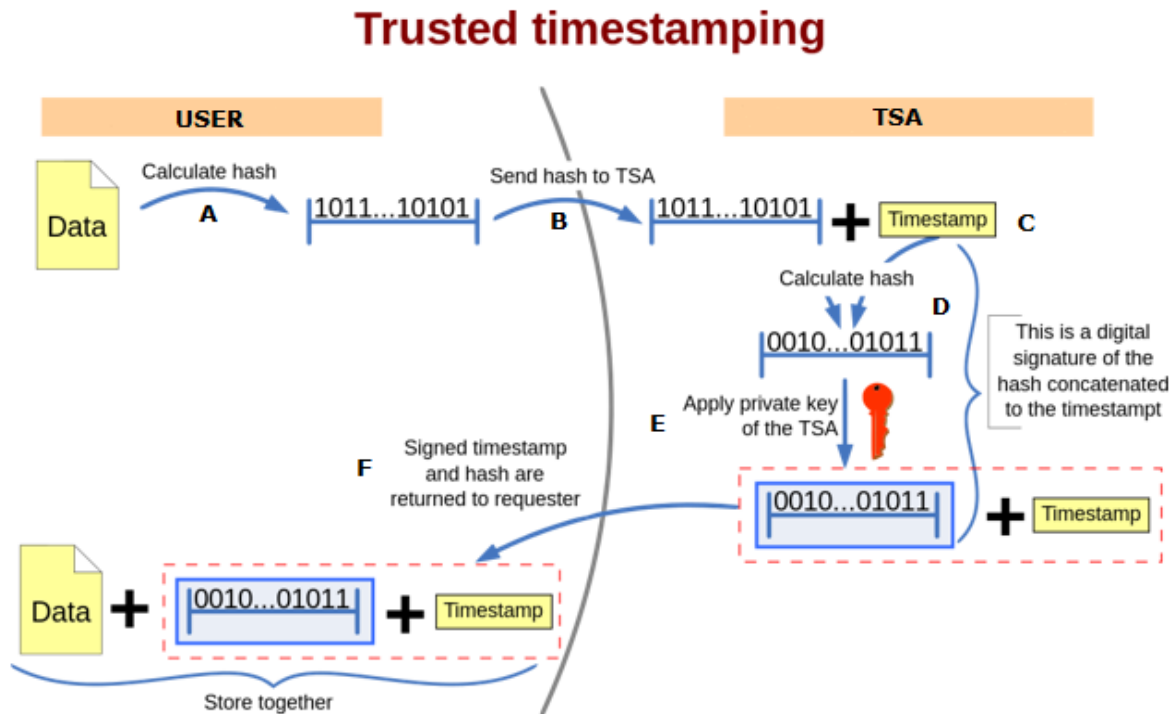 Trusted timestamping
USER
TSA
Calculate hash
Send hash to TSA
Data
A
1011...10101
B
1011...10101
Timestamp
C
Calculate hash
D
0010...01011
This is a digital
signature of the
hash concatenated
to the timestampt
E
Apply private key
of the TSA
F
Signed timestamp
and hash are
returned to requester
0010...01011
Timestamp
Data
0010...01011
Timestamp
Store together